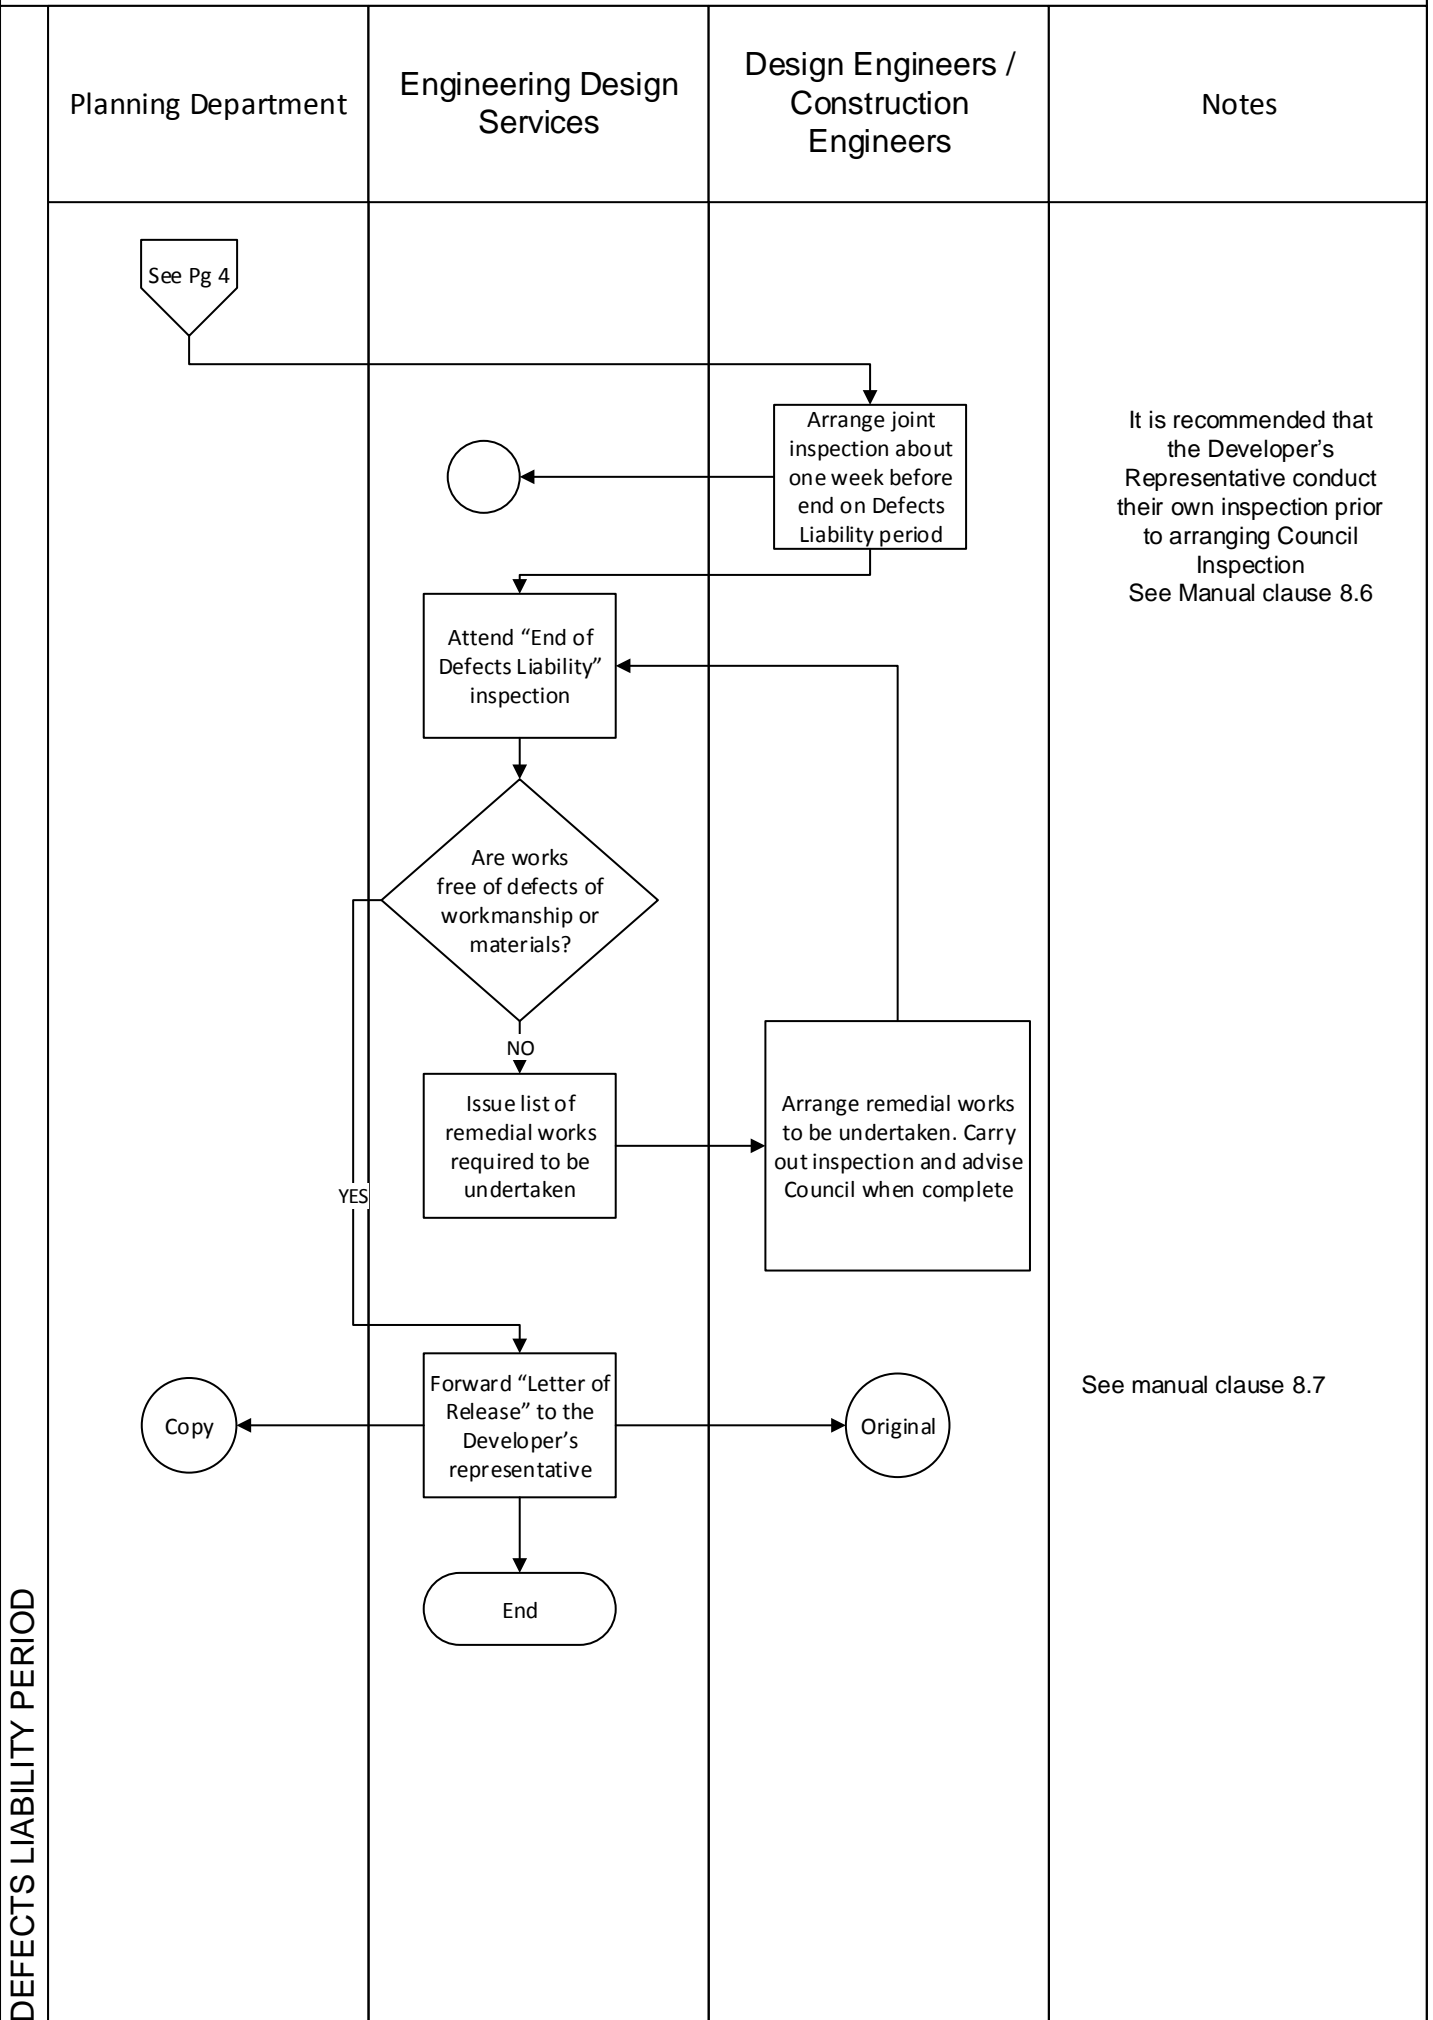 Planning Department
Engineering Design
Services
Design Engineers /
Construction
Engineers
Notes
See Pg 4
Arrange joint
inspection about
one week before
end on Defects
Liability period
It is recommended that
the Developer’s
Representative conduct
their own inspection prior
to arranging Council
Inspection
See Manual clause 8.6
Attend “End of
Defects Liability”
inspection
Are works
free of defects of
workmanship or
materials?
NO
Issue list of
remedial works
required to be
undertaken
Arrange remedial works
to be undertaken. Carry
out inspection and advise
Council when complete
YES
Forward “Letter of
Release” to the
Developer’s
representative
Copy
Original
See manual clause 8.7
End
DEFECTS LIABILITY PERIOD